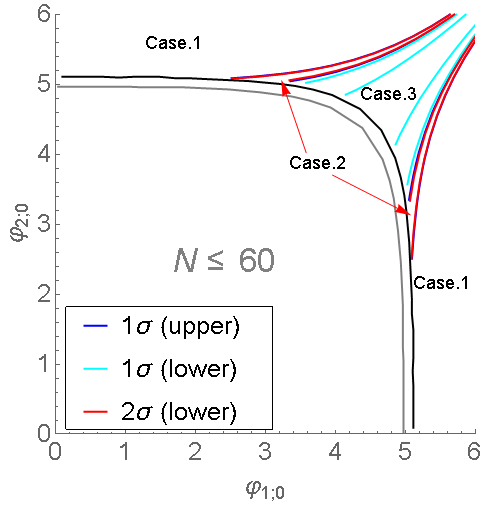 6
Case.1
5
Case.3
4
Case.2
3
φ2;0
N ≤ 60
2
Case.1
1σ (upper)
1
1σ (lower)
2σ (lower)
0
0 1 2 3 4 5 6
φ1;0